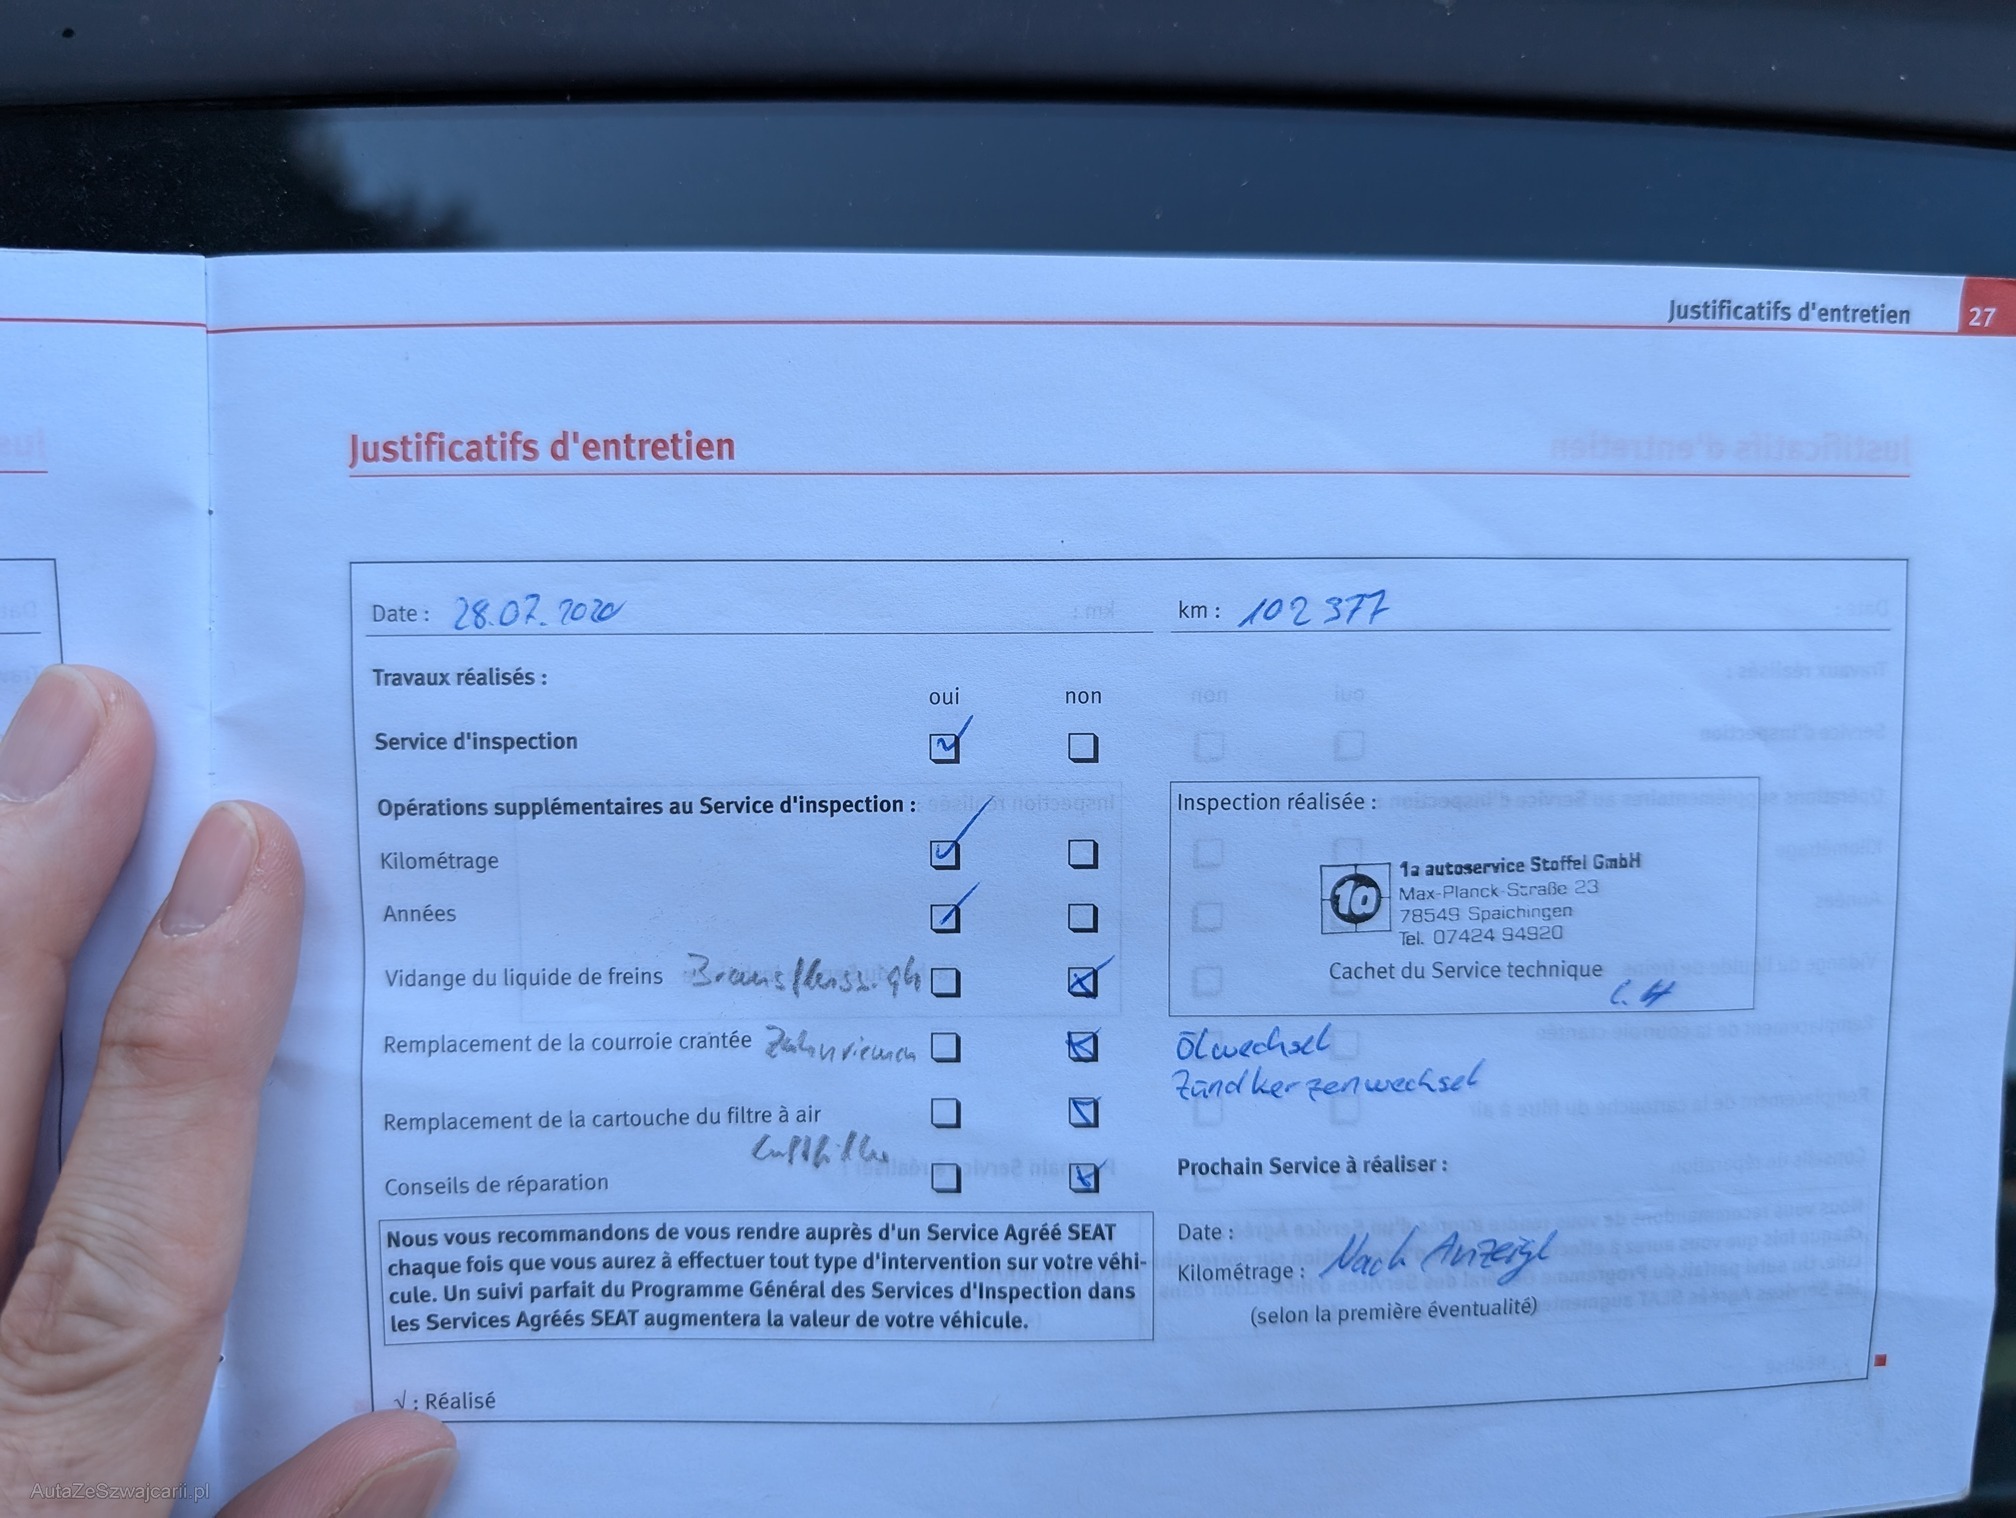 Justificatifs d'entretien 27
Justificatifs d'entretien
Date : 28.07.2020
km : 102 377
Travaux réalisés :
oui non
Service d'inspection
Opérations supplémentaires au Service d'inspection :
Kilométrage
Années
Vidange du liquide de freins
Remplacement de la courroie crantée Zahnriemen
Remplacement de la cartouche du filtre à air
Luftfilter
Conseils de réparation
Nous vous recommandons de vous rendre auprès d'un Service Agréé SEAT
chaque fois que vous aurez à effectuer tout type d'intervention sur votre véhi-
cule. Un suivi parfait du Programme Général des Services d'Inspection dans
les Services Agréés SEAT augmentera la valeur de votre véhicule.
√ : Réalisé
Inspection réalisée :
1a
1a autoservice Stoffel GmbH
Max-Planck-Straße 23
78549 Spaichingen
Tel. 07424 94920
Cachet du Service technique
Ölwechsel
Zündkerzenwechsel
Prochain Service à réaliser :
Date :
Kilométrage : Nach Anzeige
(selon la première éventualité)
AutaZeSzwajcarii.pl